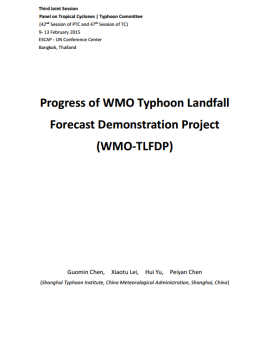 Third Joint Session
Panel on Tropical Cyclones | Typhoon Committee
(42nd Session of PTC and 47th Session of TC)
9- 13 February 2015
ESCAP - UN Conference Center
Bangkok, Thailand
Progress of WMO Typhoon Landfall
Forecast Demonstration Project
(WMO-TLFDP)
Guomin Chen, Xiaotu Lei, Hui Yu, Peiyan Chen
(Shanghai Typhoon Institute, China Meteorological Administration, Shanghai, China)